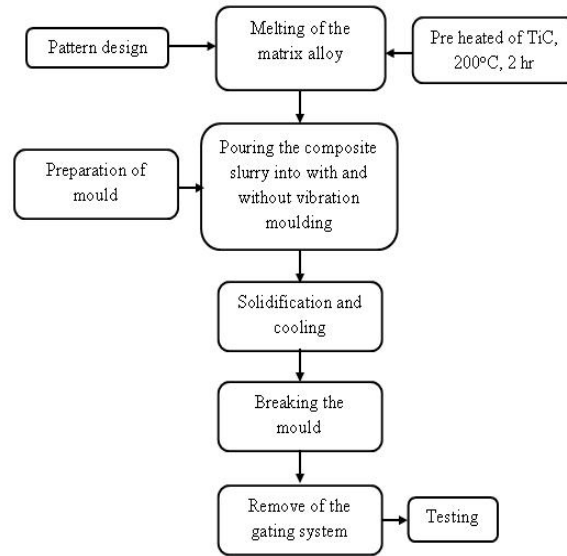 Pattern design
Melting of the
matrix alloy
Pre heated of TiC,
200°C, 2 hr
Preparation of
mould
Pouring the composite
slurry into with and
without vibration
moulding
Solidification and
cooling
Breaking the
mould
Remove of the
gating system
Testing